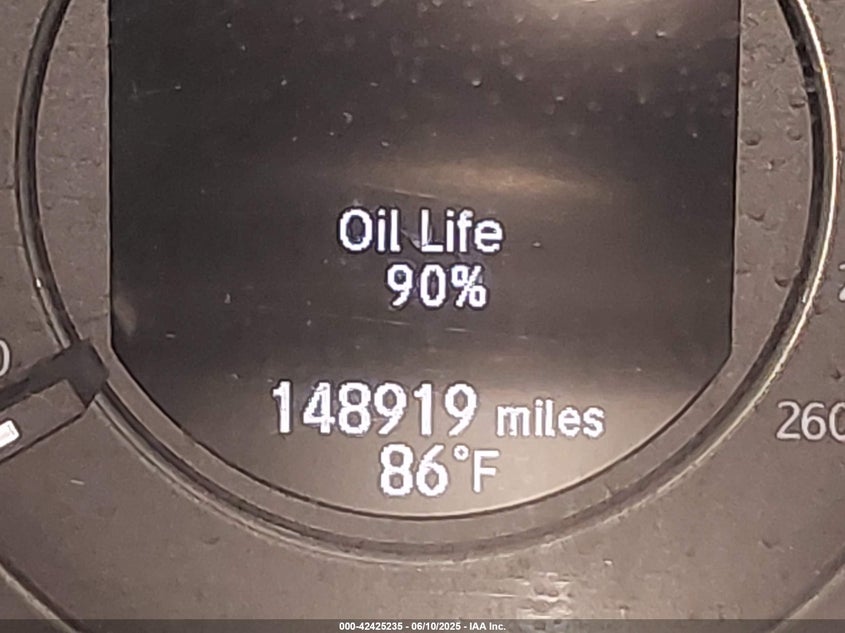 Oil Life
90%
148919 miles
86°F
260
000-42425235 - 06/10/2025 - IAA Inc.